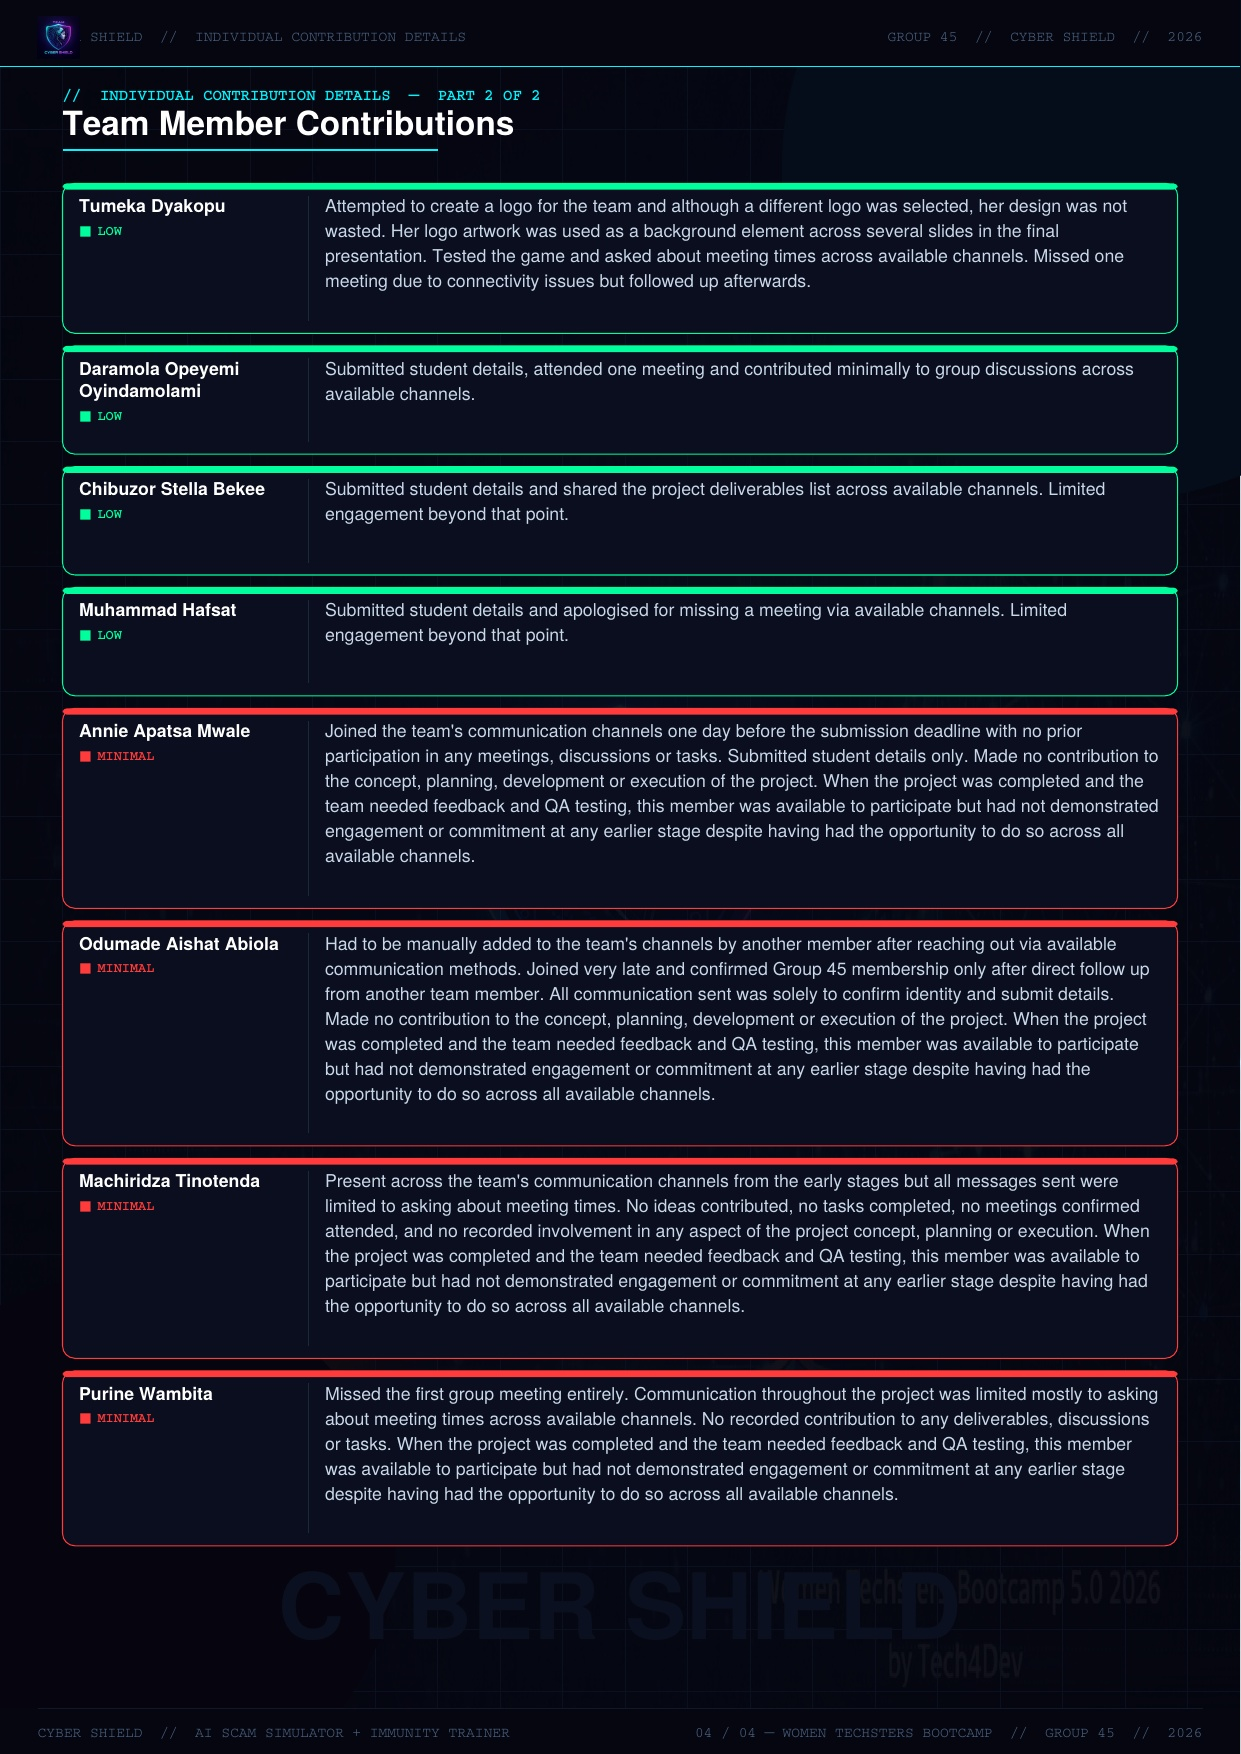 SHIELD // INDIVIDUAL CONTRIBUTION DETAILS
GROUP 45 // CYBER SHIELD // 2026
// INDIVIDUAL CONTRIBUTION DETAILS — PART 2 OF 2
Team Member Contributions
Tumeka Dyakopu
LOW
Attempted to create a logo for the team and although a different logo was selected, her design was not
wasted. Her logo artwork was used as a background element across several slides in the final
presentation. Tested the game and asked about meeting times across available channels. Missed one
meeting due to connectivity issues but followed up afterwards.
Daramola Opeyemi
Oyindamolami
LOW
Submitted student details, attended one meeting and contributed minimally to group discussions across
available channels.
Chibuzor Stella Bekee
LOW
Submitted student details and shared the project deliverables list across available channels. Limited
engagement beyond that point.
Muhammad Hafsat
LOW
Submitted student details and apologised for missing a meeting via available channels. Limited
engagement beyond that point.
Annie Apatsa Mwale
MINIMAL
Joined the team's communication channels one day before the submission deadline with no prior
participation in any meetings, discussions or tasks. Submitted student details only. Made no contribution to
the concept, planning, development or execution of the project. When the project was completed and the
team needed feedback and QA testing, this member was available to participate but had not demonstrated
engagement or commitment at any earlier stage despite having had the opportunity to do so across all
available channels.
Odumade Aishat Abiola
MINIMAL
Had to be manually added to the team's channels by another member after reaching out via available
communication methods. Joined very late and confirmed Group 45 membership only after direct follow up
from another team member. All communication sent was solely to confirm identity and submit details.
Made no contribution to the concept, planning, development or execution of the project. When the project
was completed and the team needed feedback and QA testing, this member was available to participate
but had not demonstrated engagement or commitment at any earlier stage despite having had the
opportunity to do so across all available channels.
Machiridza Tinotenda
MINIMAL
Present across the team's communication channels from the early stages but all messages sent were
limited to asking about meeting times. No ideas contributed, no tasks completed, no meetings confirmed
attended, and no recorded involvement in any aspect of the project concept, planning or execution. When
the project was completed and the team needed feedback and QA testing, this member was available to
participate but had not demonstrated engagement or commitment at any earlier stage despite having had
the opportunity to do so across all available channels.
Purine Wambita
MINIMAL
Missed the first group meeting entirely. Communication throughout the project was limited mostly to asking
about meeting times across available channels. No recorded contribution to any deliverables, discussions
or tasks. When the project was completed and the team needed feedback and QA testing, this member
was available to participate but had not demonstrated engagement or commitment at any earlier stage
despite having had the opportunity to do so across all available channels.
CYBER SHIELD
Women Techsters Bootcamp 5.0 2026
by Tech4Dev
CYBER SHIELD // AI SCAM SIMULATOR + IMMUNITY TRAINER
04 / 04 — WOMEN TECHSTERS BOOTCAMP // GROUP 45 // 2026